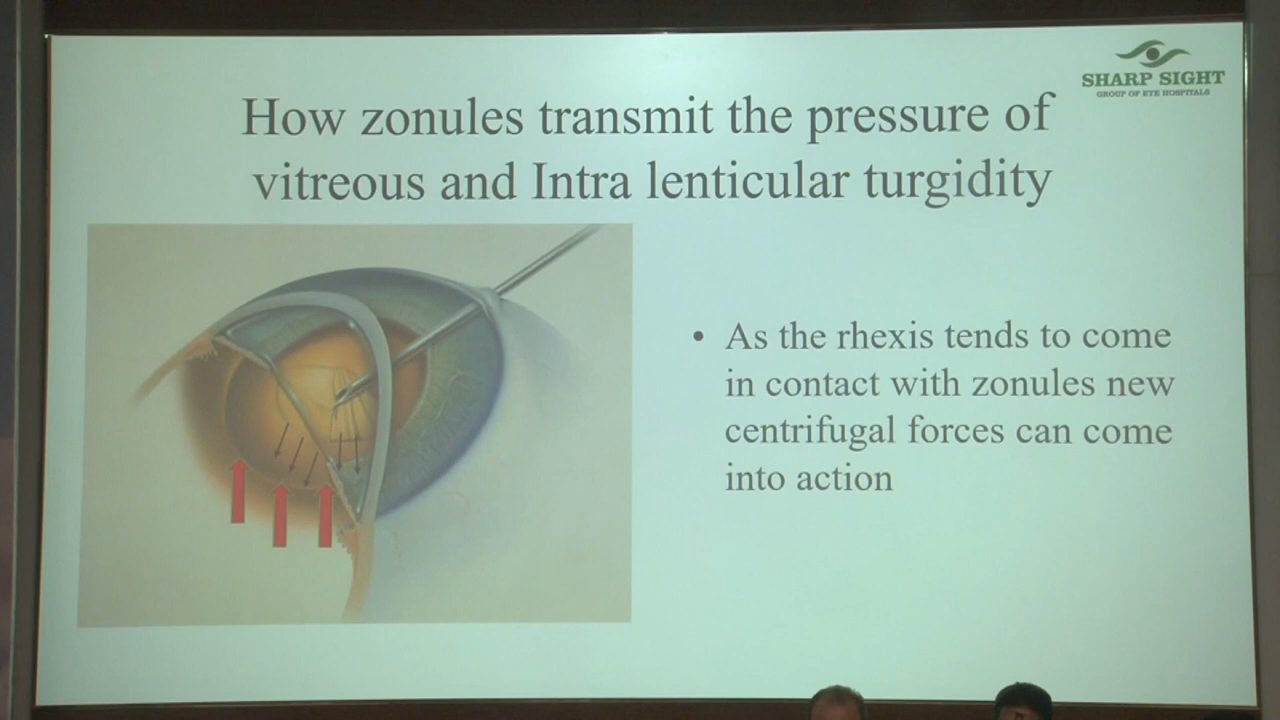 SHARP SIGHT
GROUP OF EYE HOSPITALS
How zonules transmit the pressure of
vitreous and Intra lenticular turgidity
• As the rhexis tends to come
in contact with zonules new
centrifugal forces can come
into action